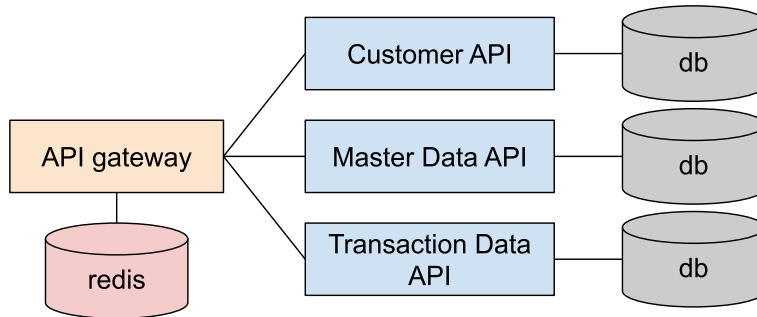 Customer API
db
API gateway
Master Data API
db
Transaction Data
API
db
redis